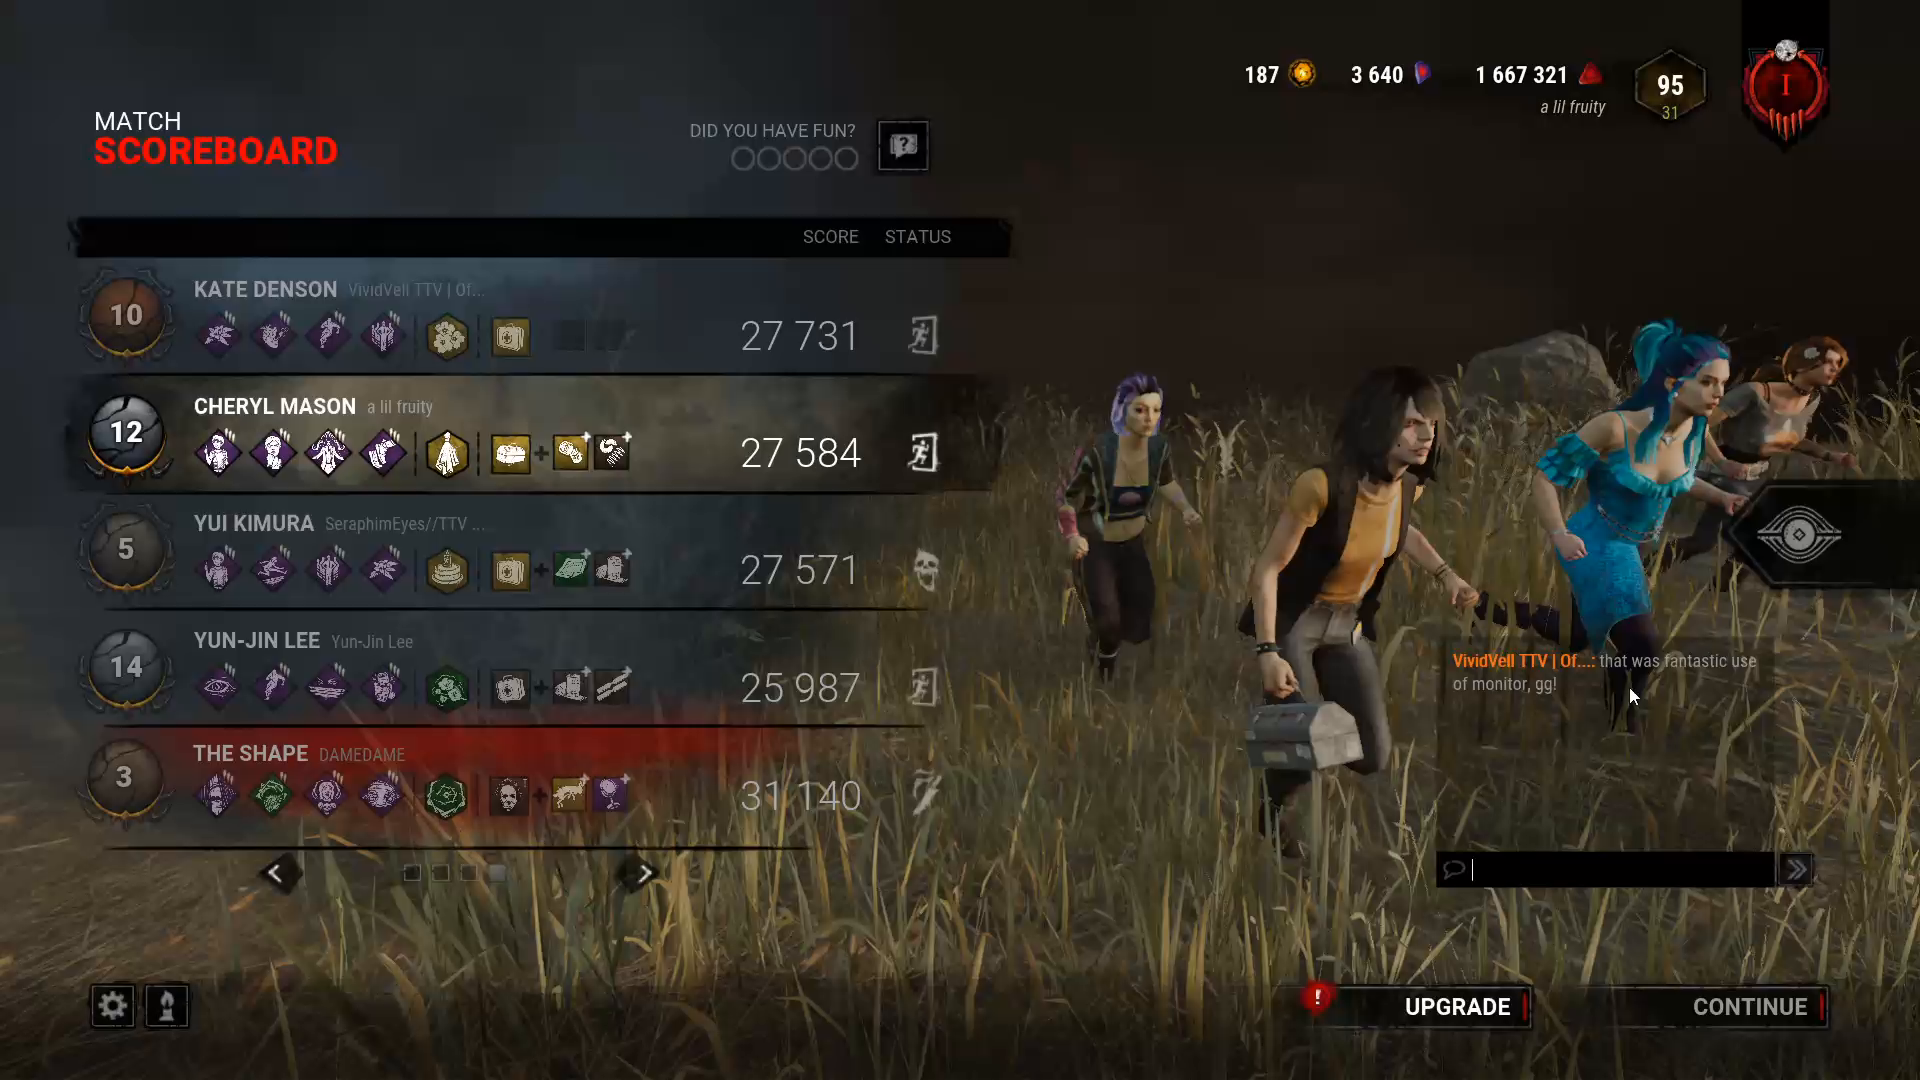 187 3 640 1 667 321 95 I
a lil fruity 31
MATCH
SCOREBOARD
DID YOU HAVE FUN?
SCORE STATUS
10 KATE DENSON VividVell TTV | Of...
27 731
12 CHERYL MASON a lil fruity
27 584
5 YUI KIMURA SeraphimEyes//TTV ...
27 571
14 YUN-JIN LEE Yun-Jin Lee
25 987
3 THE SHAPE DAMEDAME
31 140
VividVell TTV | Of...: that was fantastic use
of monitor, gg!
UPGRADE
CONTINUE